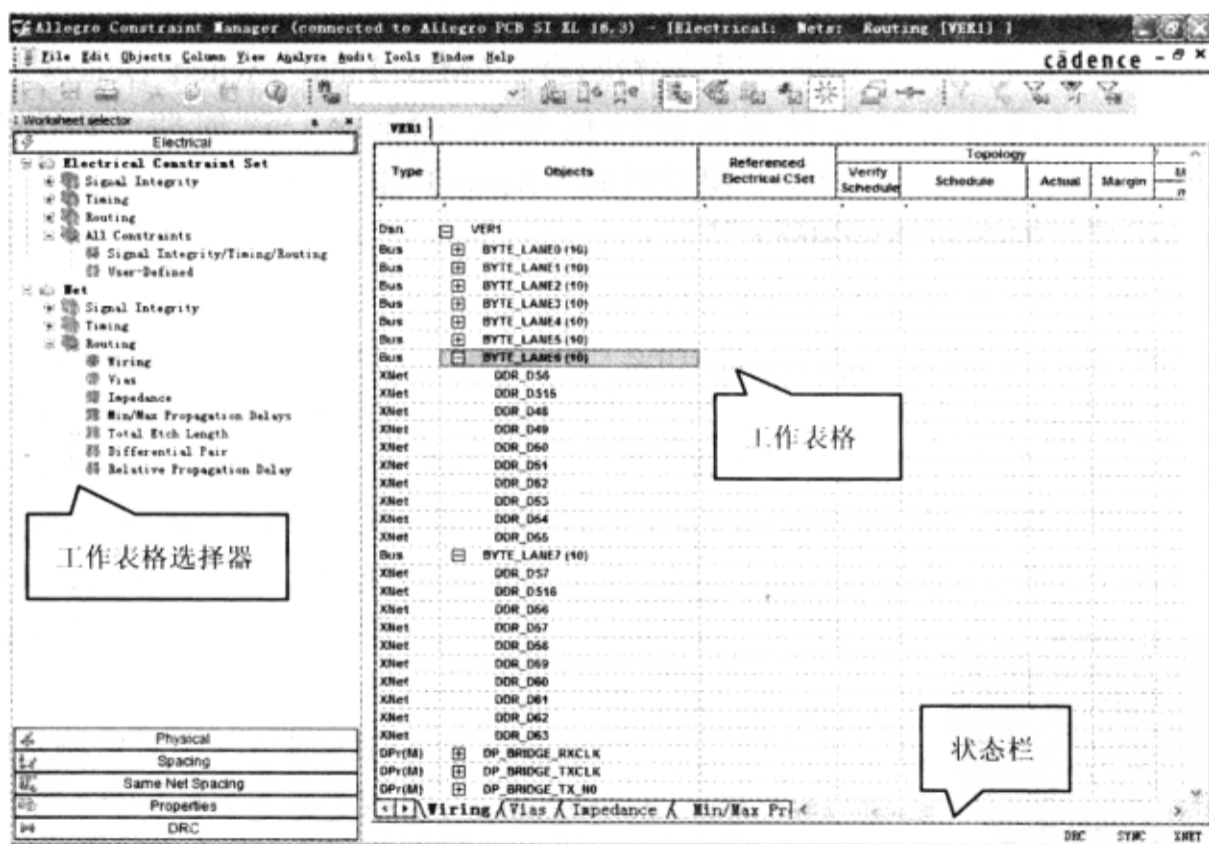 Allegro Constraint Manager (connected to Allegro PCB SI XL 16.3) - [Electrical: Nets: Routing [VER1] ]
File Edit Objects Column View Analyze Audit Tools Window Help
cādence
Worksheet selector
Electrical
Electrical Constraint Set
Signal Integrity
Timing
Routing
All Constraints
Signal Integrity/Timing/Routing
User-Defined
Net
Signal Integrity
Timing
Routing
Wiring
Vias
Impedance
Min/Max Propagation Delays
Total Etch Length
Differential Pair
Relative Propagation Delay
工作表格选择器
Physical
Spacing
Same Net Spacing
Properties
DRC
VER1
Type Objects Referenced Electrical CSet Topology
Verify Schedule Schedule Actual Margin
Dsn VER1
Bus BYTE_LANE0 (10)
Bus BYTE_LANE1 (10)
Bus BYTE_LANE2 (10)
Bus BYTE_LANE3 (10)
Bus BYTE_LANE4 (10)
Bus BYTE_LANE5 (10)
Bus BYTE_LANE6 (10)
XNet DDR_DS6
XNet DDR_DS15
XNet DDR_D48
XNet DDR_D49
XNet DDR_D50
XNet DDR_D51
XNet DDR_D52
XNet DDR_D53
XNet DDR_D54
XNet DDR_D55
Bus BYTE_LANE7 (10)
XNet DDR_DS7
XNet DDR_DS16
XNet DDR_D56
XNet DDR_D57
XNet DDR_D58
XNet DDR_D59
XNet DDR_D60
XNet DDR_D61
XNet DDR_D62
XNet DDR_D63
DPr(M) DP_BRIDGE_RXCLK
DPr(M) DP_BRIDGE_TXCLK
DPr(M) DP_BRIDGE_TX_N0
工作表格
状态栏
Wiring Vias Impedance Min/Max Pr
DRC SYNC XNET